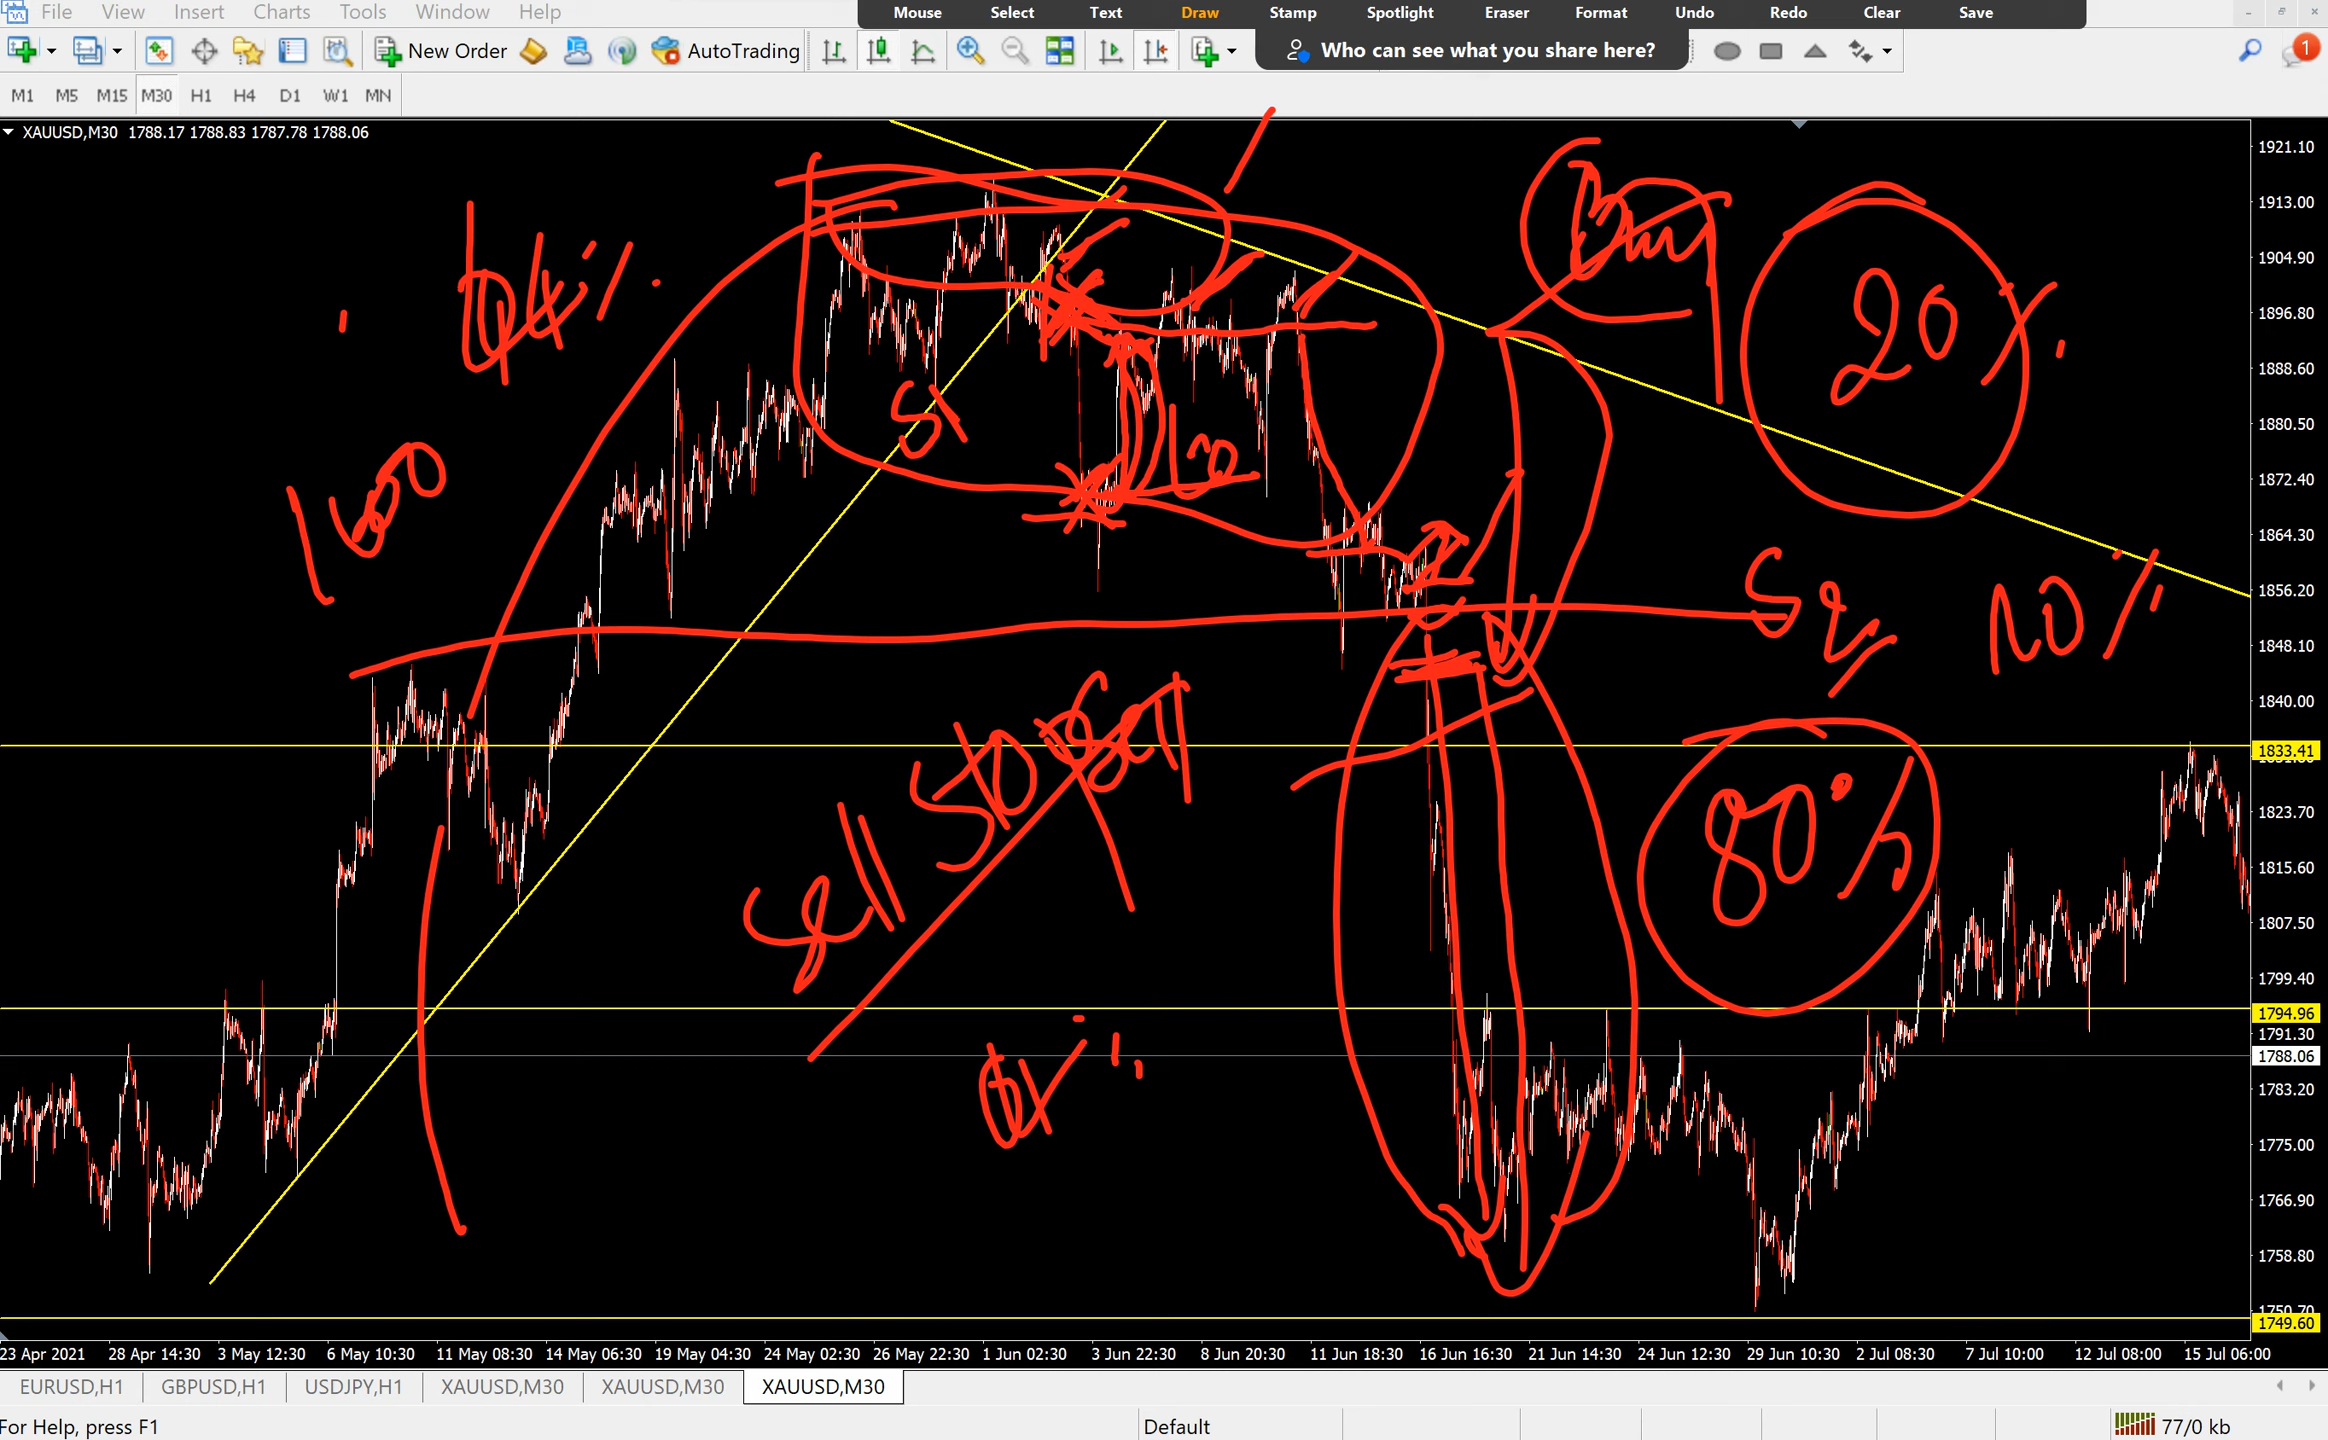 File View Insert Charts Tools Window Help
Mouse Select Text Draw Stamp Spotlight Eraser Format Undo Redo Clear Save
New Order AutoTrading Who can see what you share here? 1
M1 M5 M15 M30 H1 H4 D1 W1 MN
XAUUSD,M30 1788.17 1788.83 1787.78 1788.06
1921.10
1913.00
1904.90
1896.80
1888.60
1880.50
1872.40
1864.30
1856.20
1848.10
1840.00
1833.41
1823.70
1815.60
1807.50
1799.40
1794.96
1791.30
1788.06
1783.20
1775.00
1766.90
1758.80
1750.70
1749.60
20%
S1
1600
S2 10%
80%
Sell Stop
23 Apr 2021 28 Apr 14:30 3 May 12:30 6 May 10:30 11 May 08:30 14 May 06:30 19 May 04:30 24 May 02:30 26 May 22:30 1 Jun 02:30 3 Jun 22:30 8 Jun 20:30 11 Jun 18:30 16 Jun 16:30 21 Jun 14:30 24 Jun 12:30 29 Jun 10:30 2 Jul 08:30 7 Jul 10:00 12 Jul 08:00 15 Jul 06:00
EURUSD,H1 GBPUSD,H1 USDJPY,H1 XAUUSD,M30 XAUUSD,M30 XAUUSD,M30
For Help, press F1 Default 77/0 kb